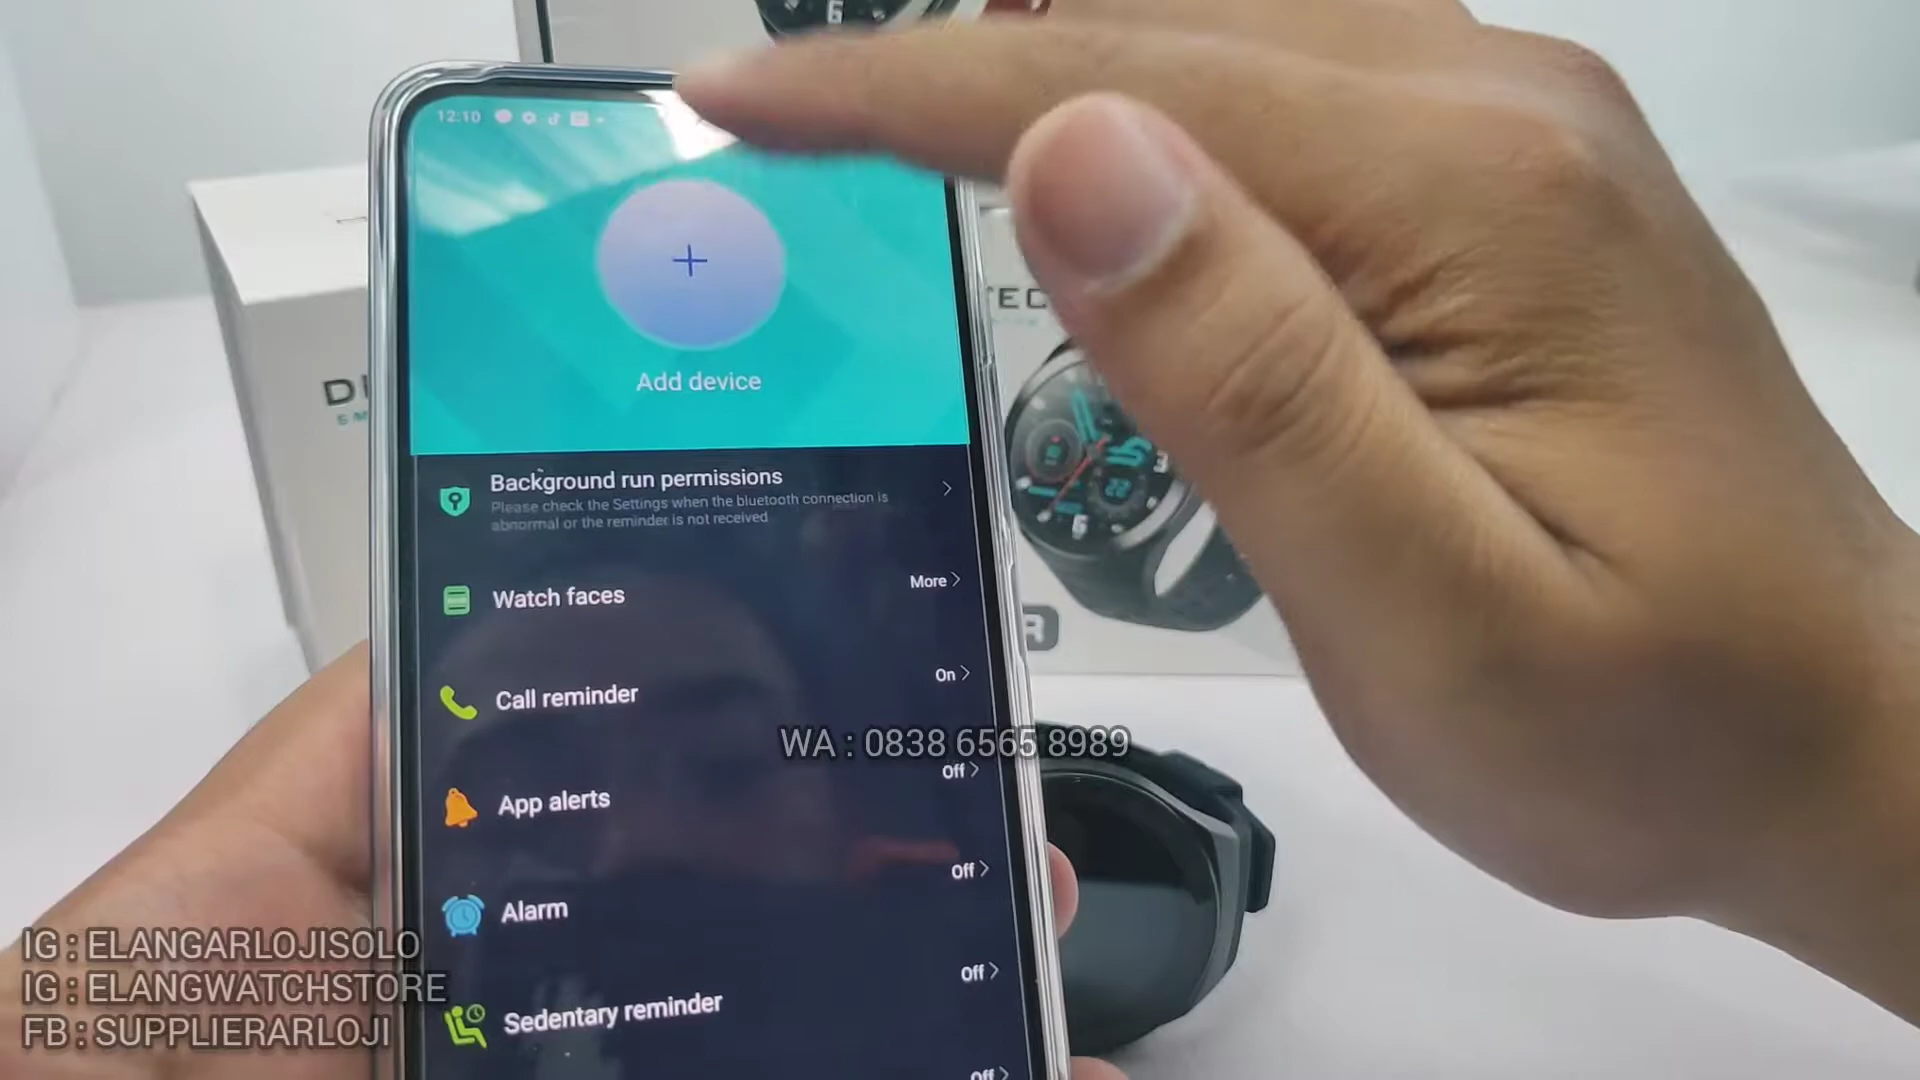 12:10
Add device
Background run permissions
Please check the Settings when the bluetooth connection is
abnormal or the reminder is not received
Watch faces
More
Call reminder
On
WA : 0838 6565 8989
App alerts
Off
Alarm
Off
Sedentary reminder
Off
Off
IG : ELANGARLOJISOLO
IG : ELANGWATCHSTORE
FB : SUPPLIERARLOJI